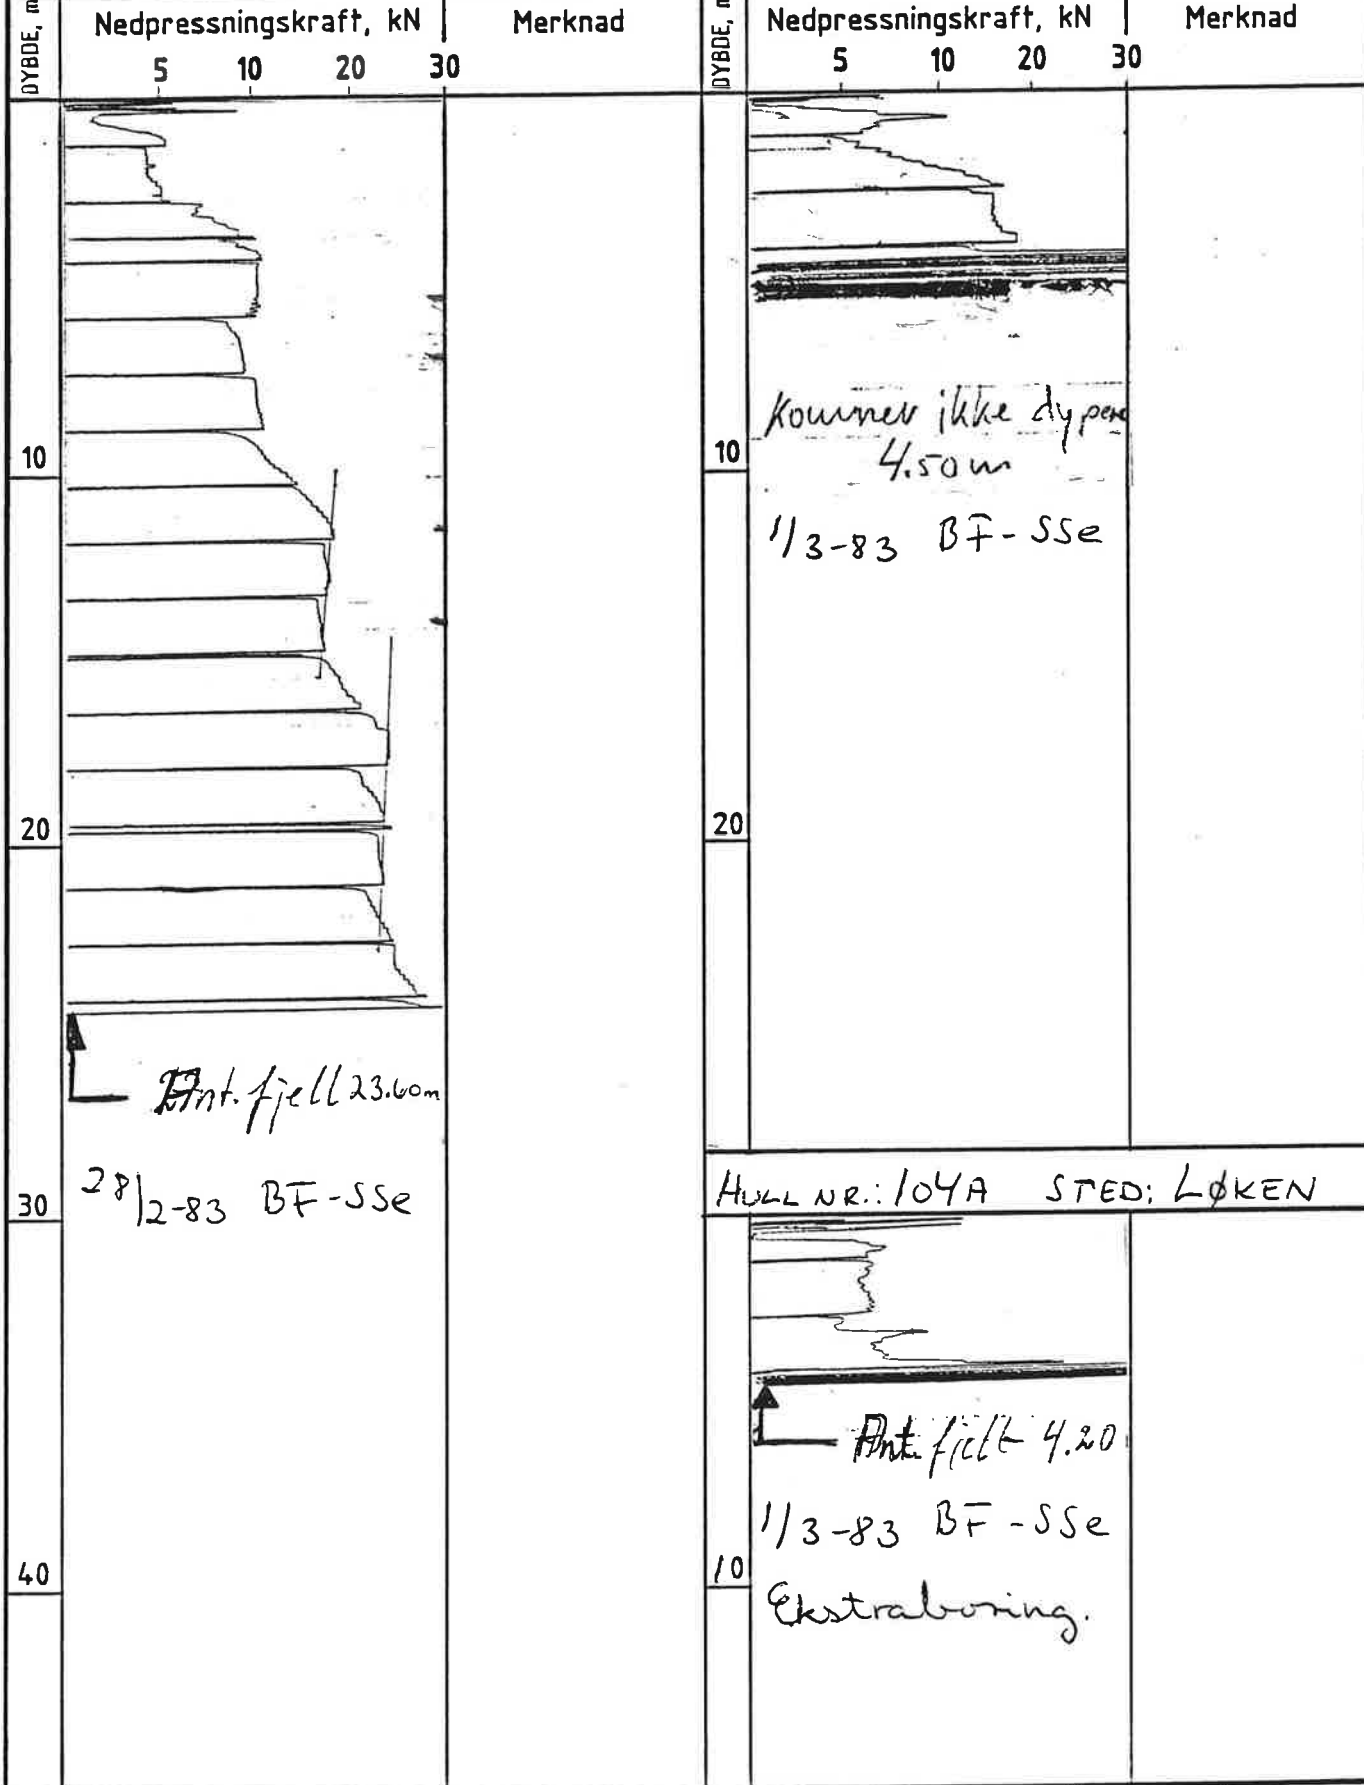 DYBDE, m
Nedpressningskraft, kN
Merknad
5 10 20 30
10
20
Ant. fjell 23.60m
28/2-83 BF-SSe
30
40
DYBDE, m
Nedpressningskraft, kN
Merknad
5 10 20 30
Kommer ikke dypere
10
4.50m
1/3-83 BF-SSe
20
HULL NR.: 104A STED: LØKEN
Ant. fjell 4.20
1/3-83 BF-SSe
10
Ekstraboring.